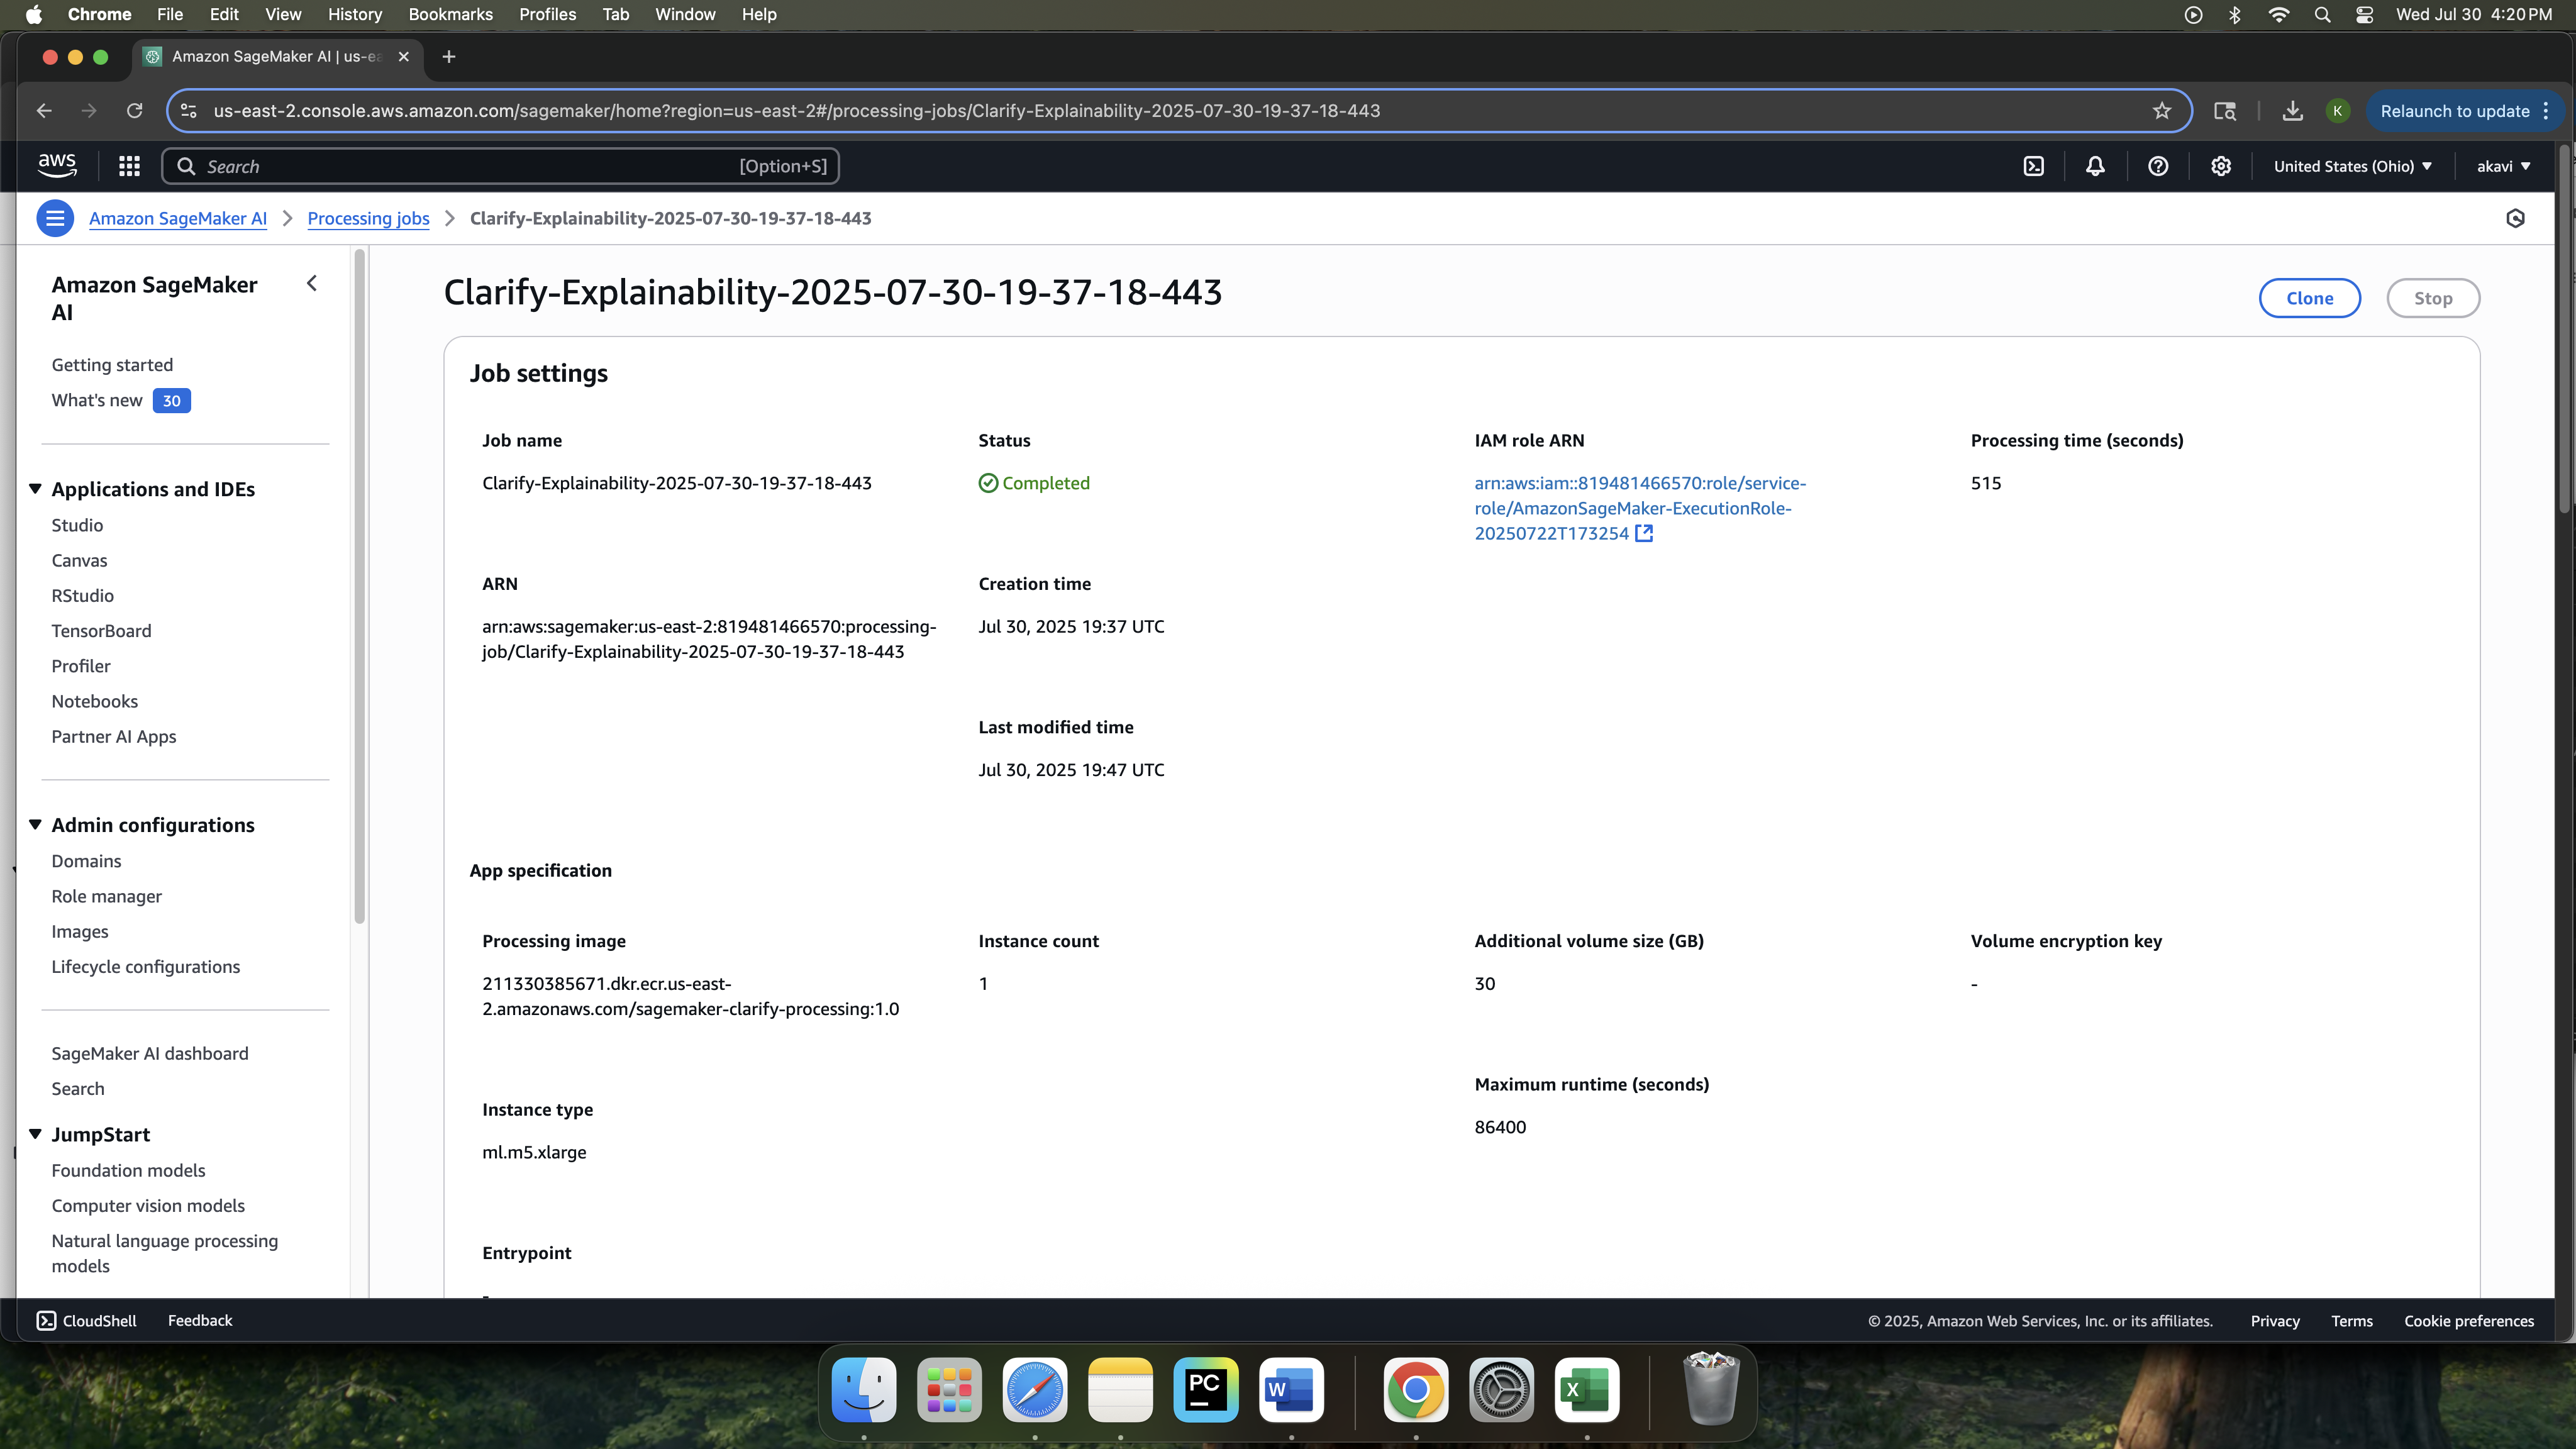 Chrome File Edit View History Bookmarks Profiles Tab Window Help Wed Jul 30 4:20 PM
Amazon SageMaker AI | us-ea
us-east-2.console.aws.amazon.com/sagemaker/home?region=us-east-2#/processing-jobs/Clarify-Explainability-2025-07-30-19-37-18-443 K Relaunch to update
aws Search [Option+S] United States (Ohio) akavi
Amazon SageMaker AI Processing jobs Clarify-Explainability-2025-07-30-19-37-18-443
Amazon SageMaker
AI
Getting started
What's new 30
Applications and IDEs
Studio
Canvas
RStudio
TensorBoard
Profiler
Notebooks
Partner AI Apps
Admin configurations
Domains
Role manager
Images
Lifecycle configurations
SageMaker AI dashboard
Search
JumpStart
Foundation models
Computer vision models
Natural language processing
models
Clarify-Explainability-2025-07-30-19-37-18-443
Clone Stop
Job settings
Job name
Clarify-Explainability-2025-07-30-19-37-18-443
Status
Completed
IAM role ARN
arn:aws:iam::819481466570:role/service-
role/AmazonSageMaker-ExecutionRole-
20250722T173254
Processing time (seconds)
515
ARN
arn:aws:sagemaker:us-east-2:819481466570:processing-
job/Clarify-Explainability-2025-07-30-19-37-18-443
Creation time
Jul 30, 2025 19:37 UTC
Last modified time
Jul 30, 2025 19:47 UTC
App specification
Processing image
211330385671.dkr.ecr.us-east-
2.amazonaws.com/sagemaker-clarify-processing:1.0
Instance count
1
Additional volume size (GB)
30
Volume encryption key
-
Maximum runtime (seconds)
86400
Instance type
ml.m5.xlarge
Entrypoint
-
CloudShell Feedback © 2025, Amazon Web Services, Inc. or its affiliates. Privacy Terms Cookie preferences
PC W X